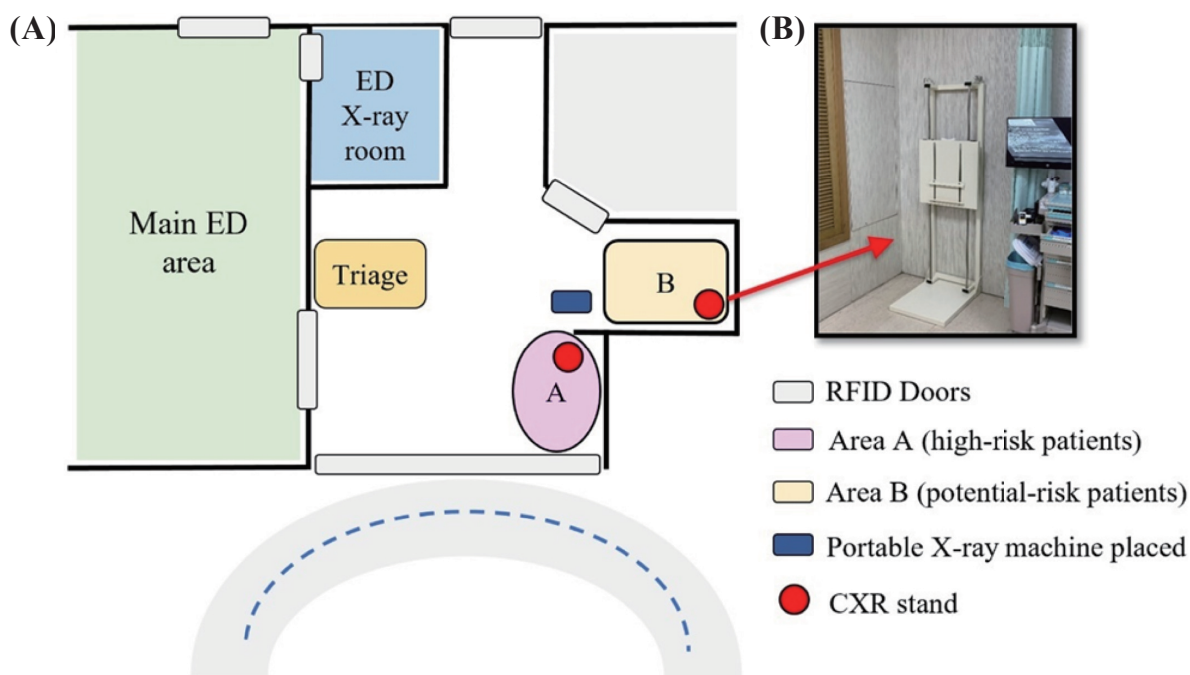 (A)
(B)
ED
X-ray
room
Main ED
area
Triage
B
A
RFID Doors
Area A (high-risk patients)
Area B (potential-risk patients)
Portable X-ray machine placed
CXR stand